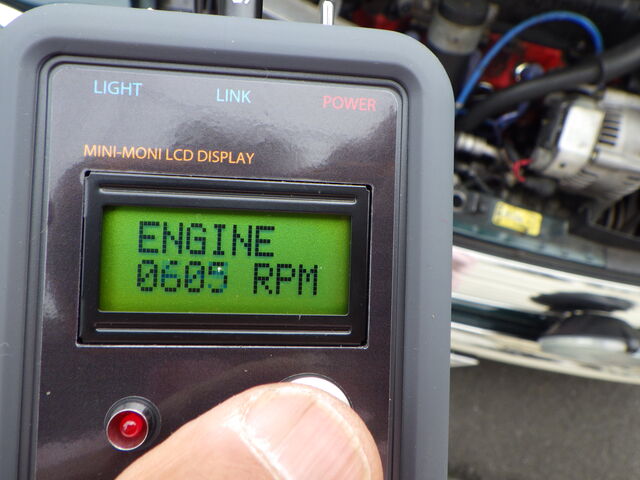 LIGHT LINK POWER
MINI-MONI LCD DISPLAY
ENGINE
RPM